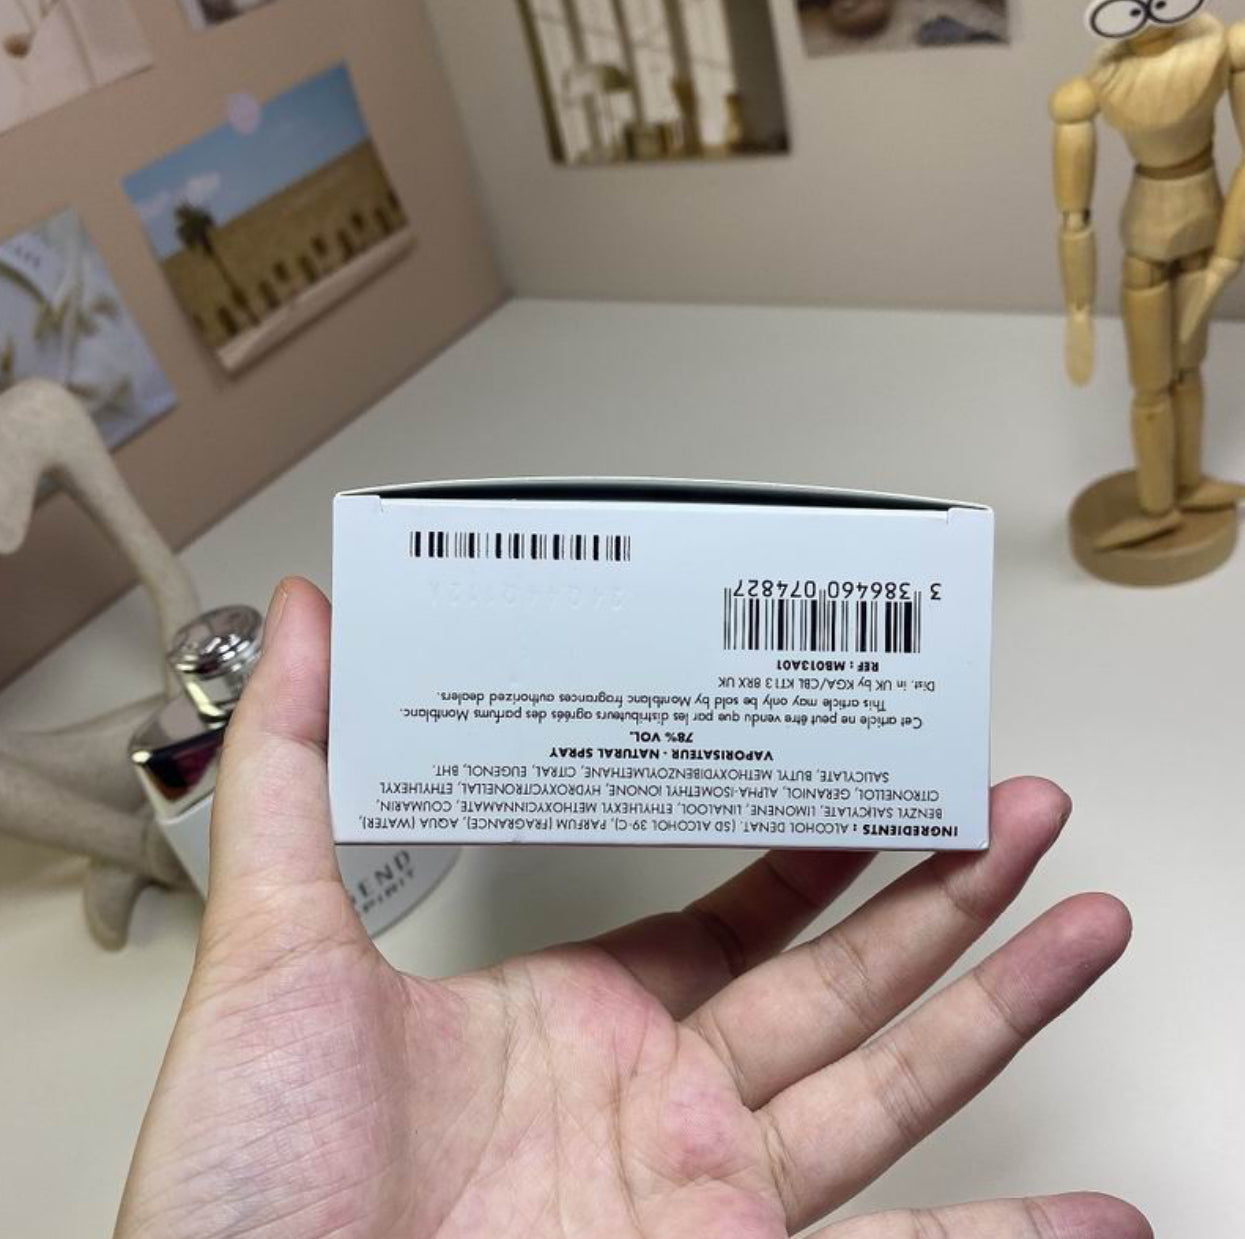 INGREDIENTS : ALCOHOL DENAT. (SD ALCOHOL 39-C), PARFUM (FRAGRANCE), AQUA (WATER),
BENZYL SALICYLATE, LIMONENE, LINALOOL, ETHYLHEXYL METHOXYCINNAMATE, COUMARIN,
CITRONELLOL, GERANIOL, ALPHA-ISOMETHYL IONONE, HYDROXYCITRONELLAL, ETHYLHEXYL
SALICYLATE, BUTYL METHOXYDIBENZOYLMETHANE, CITRAL, EUGENOL, BHT.
VAPORISATEUR - NATURAL SPRAY
78% VOL.
Cet article ne peut être vendu que par les distributeurs agréés des parfums Montblanc.
This article may only be sold by Montblanc fragrances authorized dealers.
Dist. in UK by KGA/CBL KT13 8RX UK
REF : MB013A01
3 386460 074827
GEND
SPIRIT